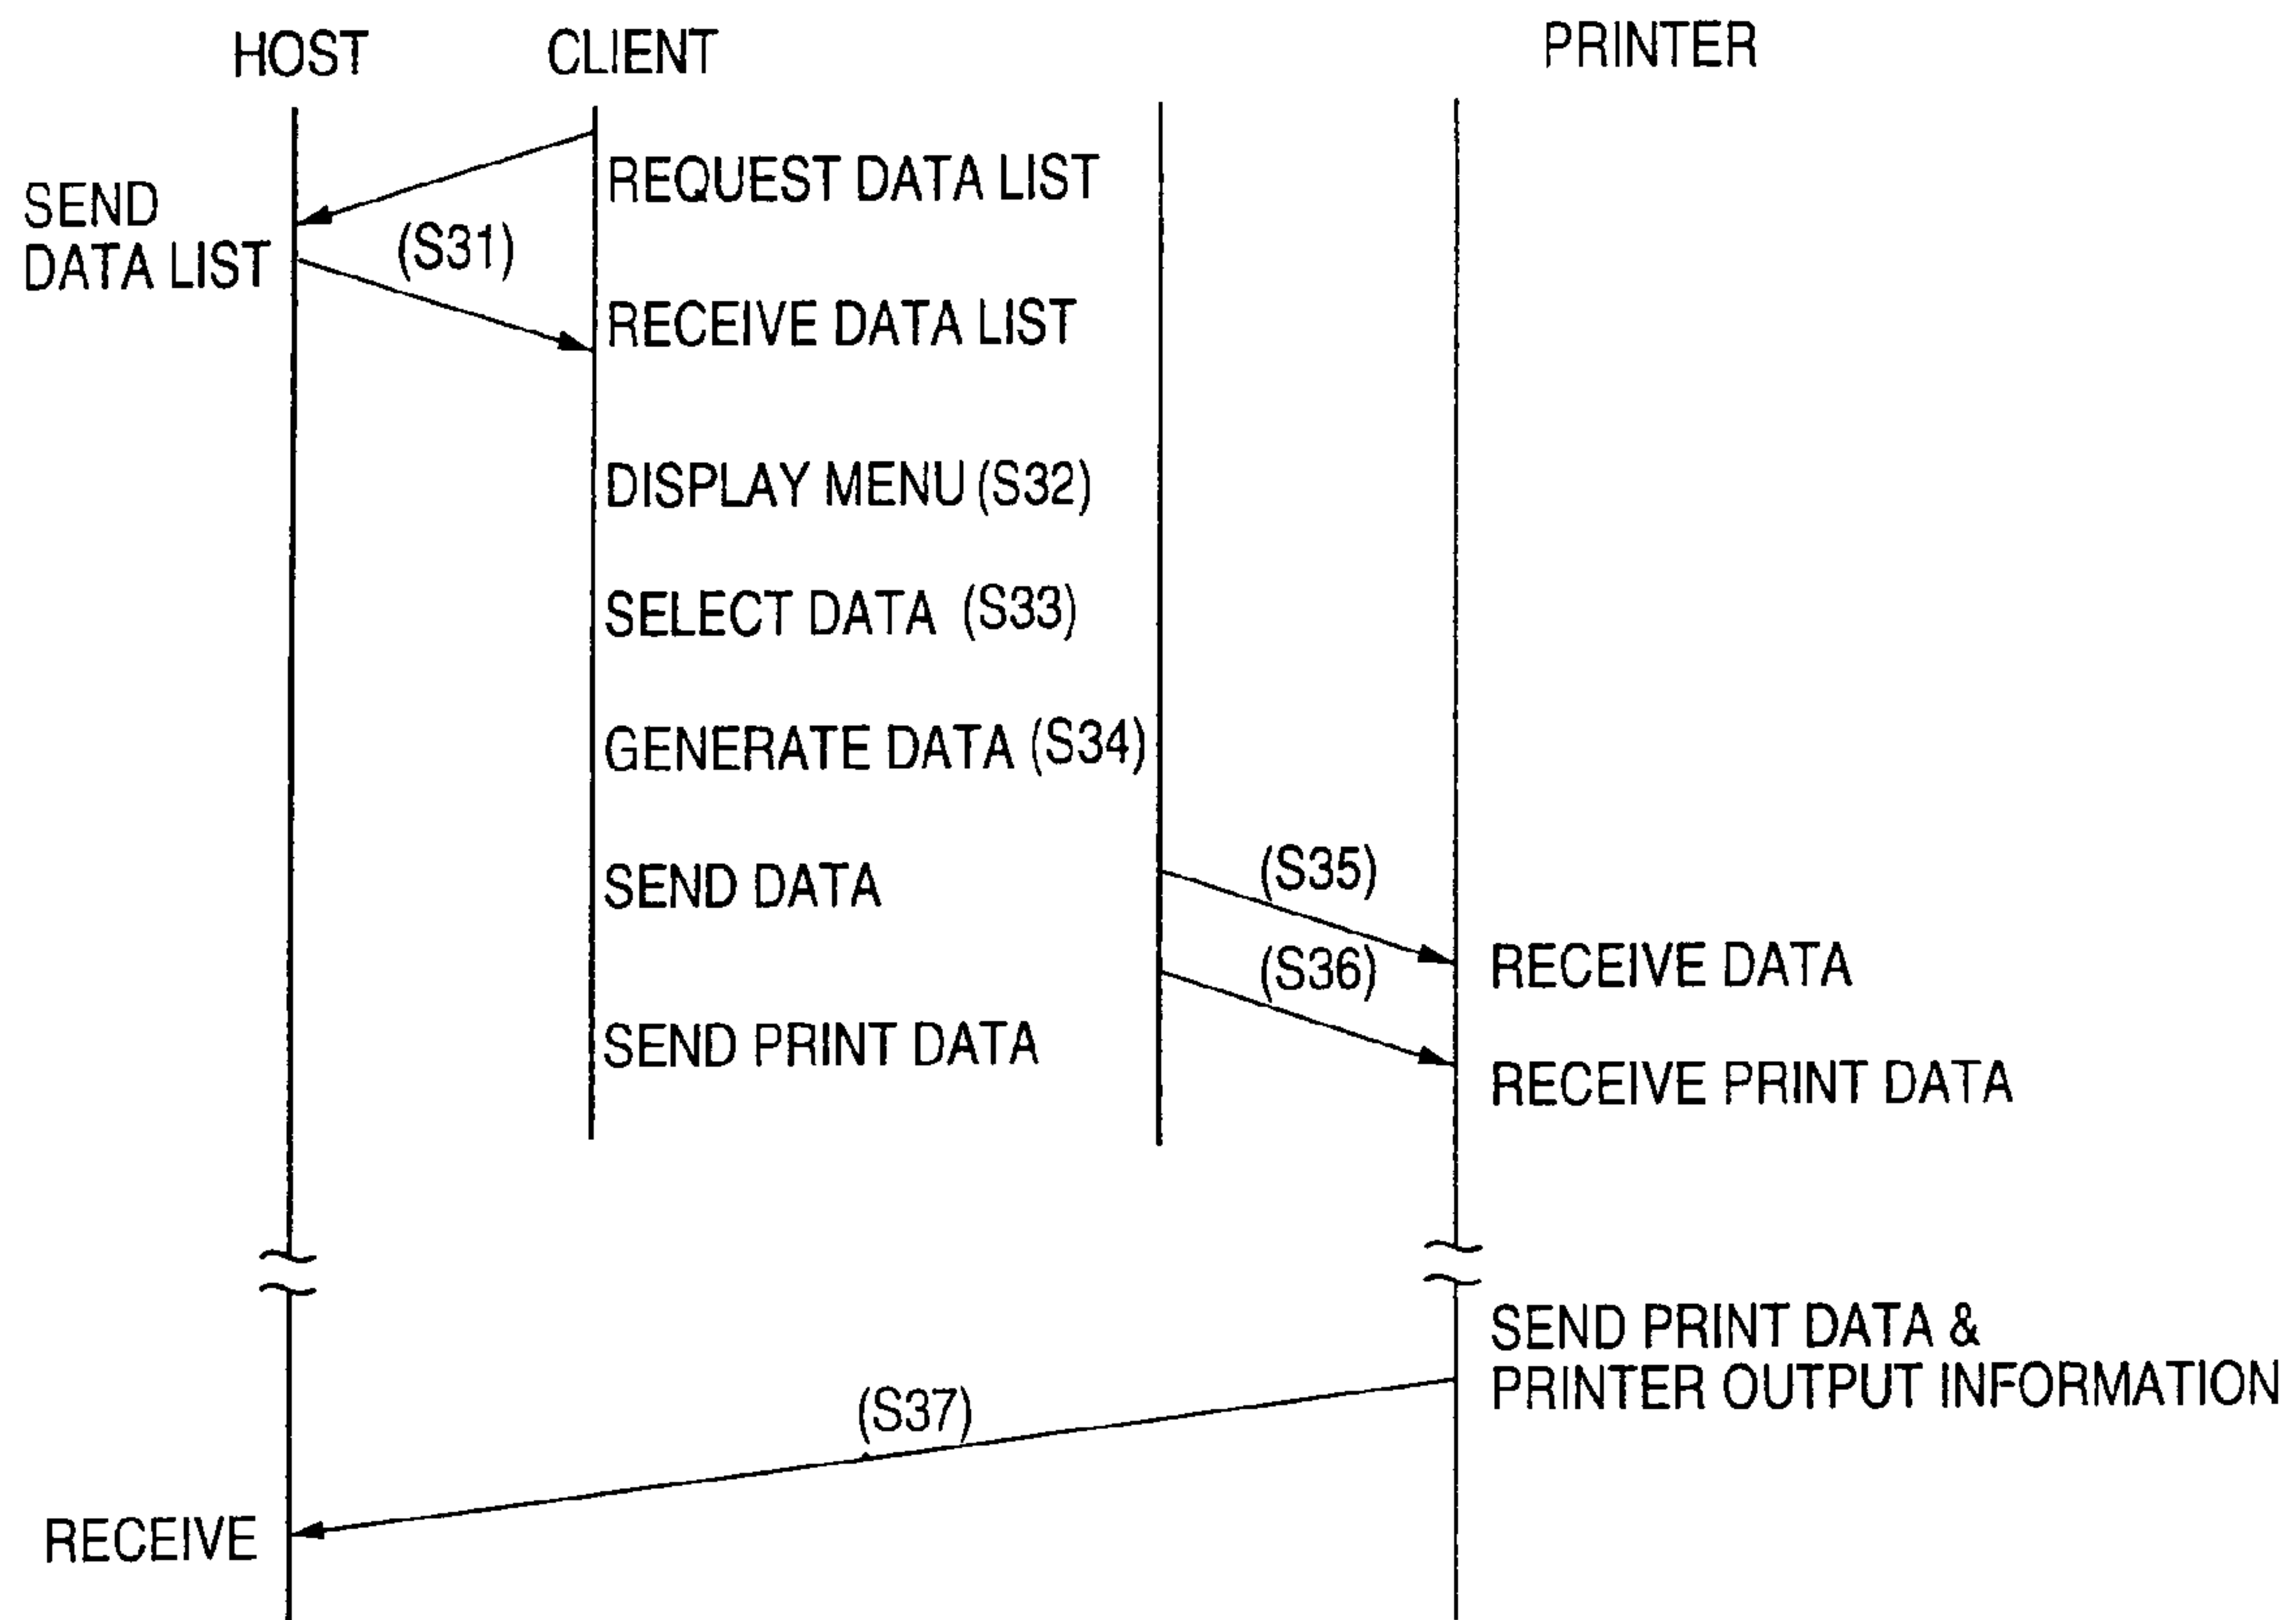 HOST
CLIENT
PRINTER
REQUEST DATA LIST
SEND
DATA LIST
(S31)
RECEIVE DATA LIST
DISPLAY MENU (S32)
SELECT DATA (S33)
GENERATE DATA (S34)
SEND DATA
(S35)
RECEIVE DATA
(S36)
SEND PRINT DATA
RECEIVE PRINT DATA
SEND PRINT DATA &
PRINTER OUTPUT INFORMATION
(S37)
RECEIVE